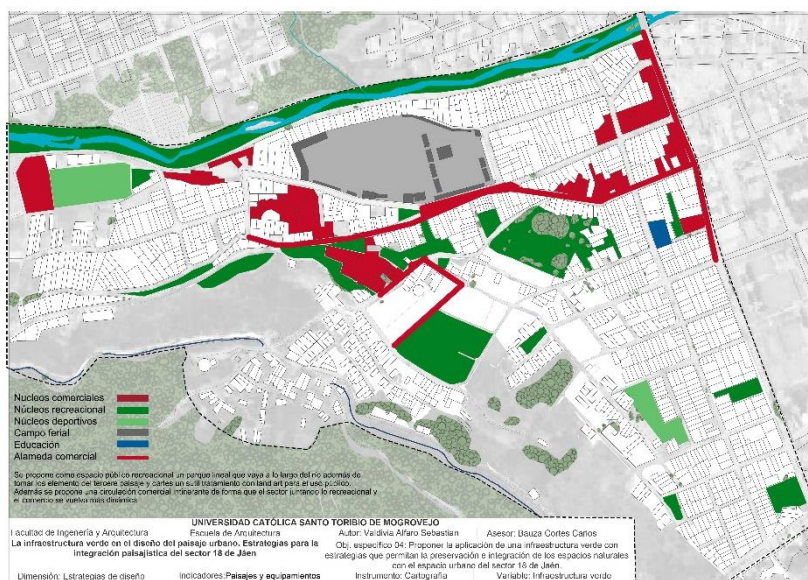 Nucleos comerciales
Núcleos recreacional
Núcleos deportivos
Campo ferial
Educación
Alameda comercial
Se propone como espacio público recreacional un parque lineal que vaya a lo largo del río además de
tomar los elemento del tercere paisaje y cartes un sutil tratamiento con land art para el uso público.
Además se propone una circulación comercial itinerante de forma que el sector juntando lo recreacional y
el comercio se vuelva más dinámica
UNIVERSIDAD CATÓLICA SANTO TORIBIO DE MOGROVEJO
Facultad de Ingeniería y Arquitectura Escuela de Arquitectura Autor: Valdivia Alfaro Sebastian Asesor: Bauza Cortes Carlos
La infraestructura verde en el diseño del paisaje urbano. Estrategias para la
integración paisajística del sector 18 de Jáen
Obj. especifico 04: Proponer la aplicación de una infraestructura verde con
estrategias que permitan la preservación e integración de los espacios naturales
con el espacio urbano del sector 18 de Jaén.
Dimensión: Estrategias de diseño Indicadores: Paisajes y equipamientos Instrumento: Cartografía Variable: Infraestructura verde